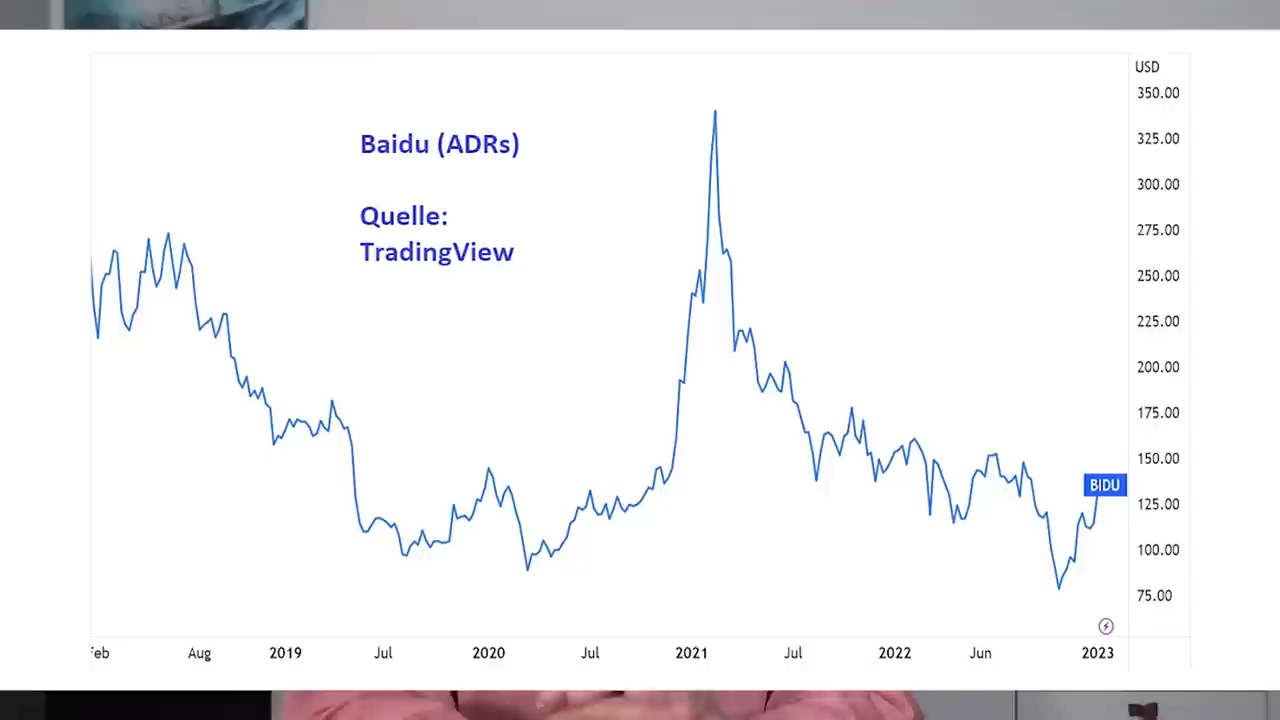 USD
350.00
Baidu (ADRs)
325.00
300.00
Quelle:
275.00
TradingView
250.00
225.00
200.00
175.00
150.00
BIDU
125.00
100.00
75.00
Feb Aug 2019 Jul 2020 Jul 2021 Jul 2022 Jun 2023